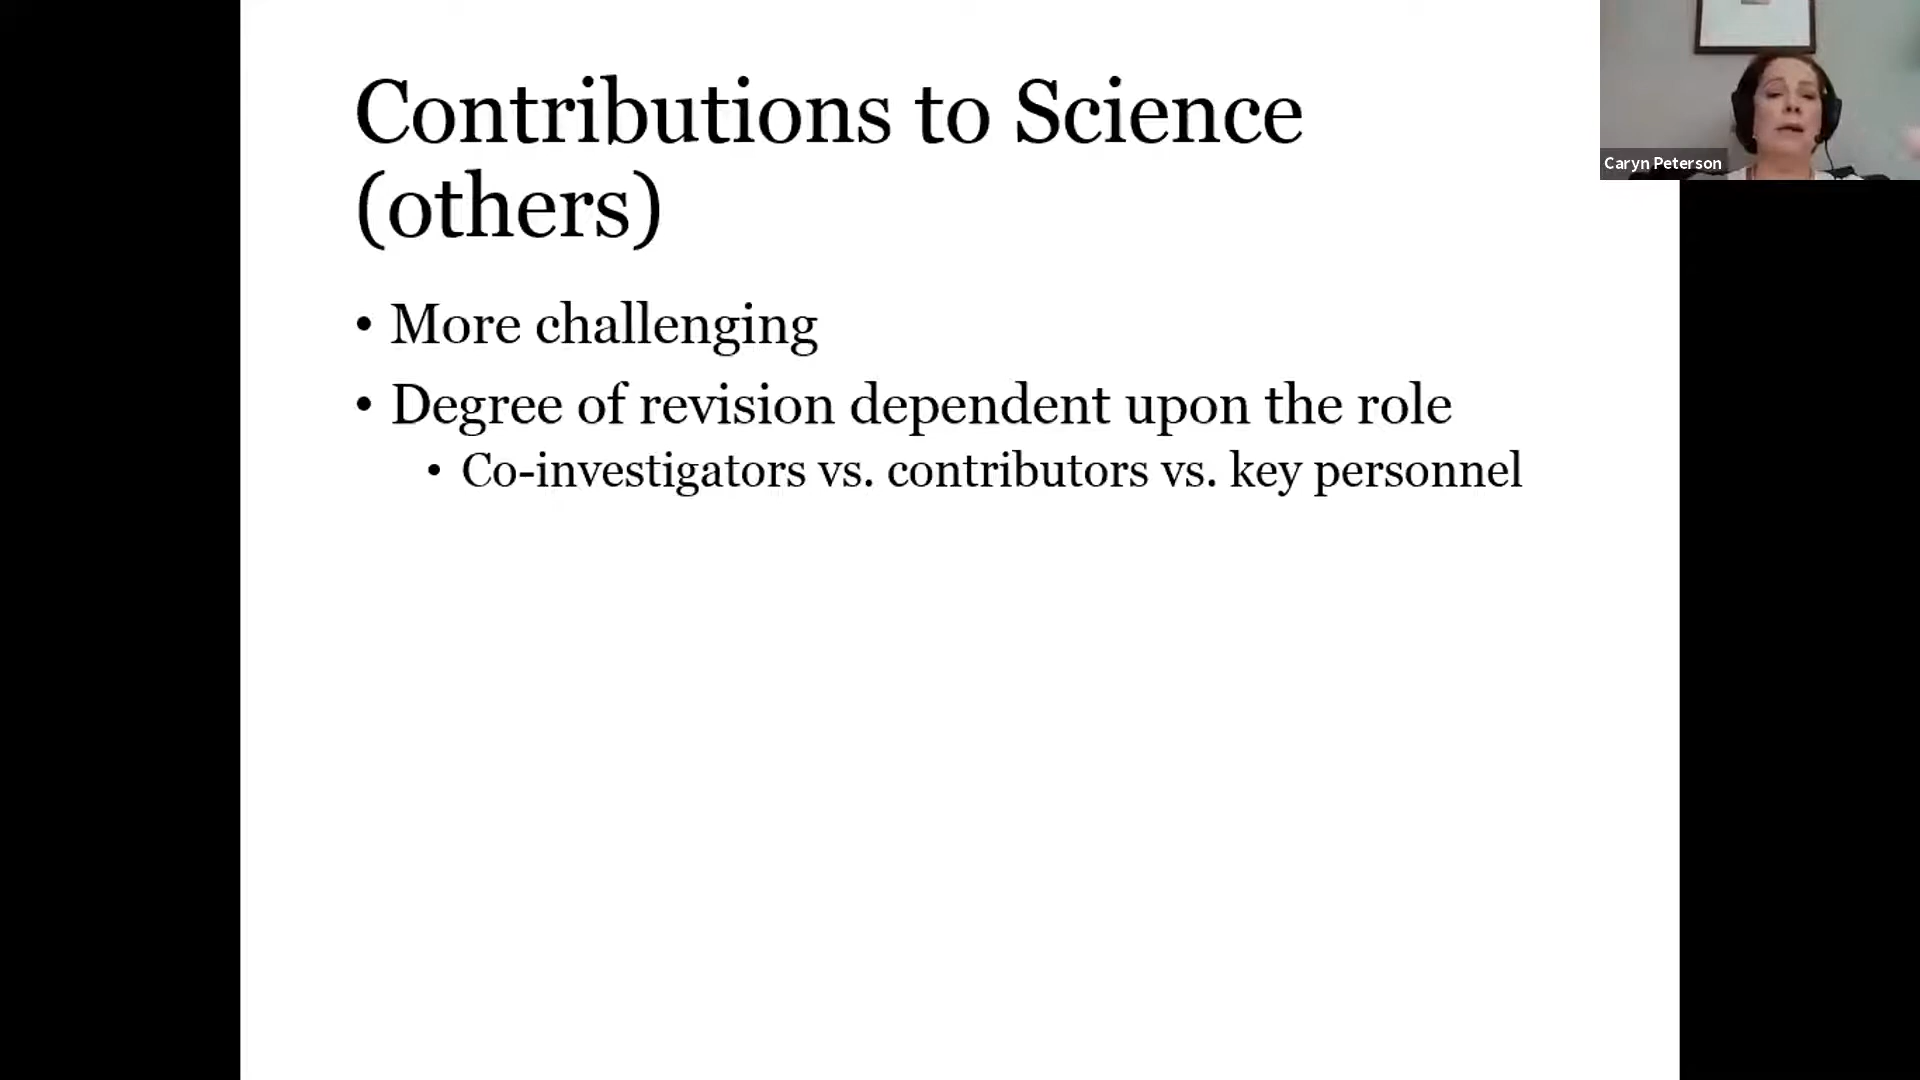 Contributions to Science
(others)
• More challenging
• Degree of revision dependent upon the role
• Co-investigators vs. contributors vs. key personnel
Caryn Peterson